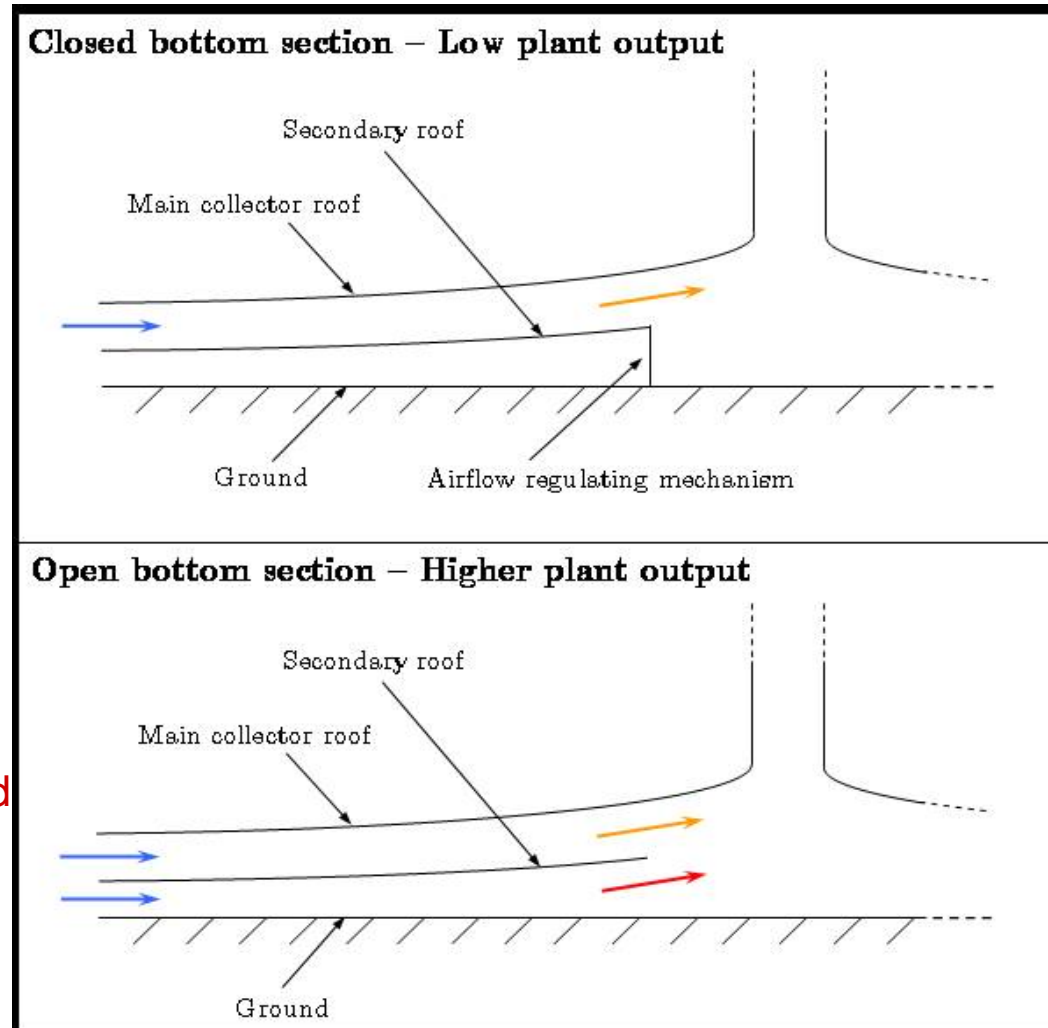 Closed bottom section – Low plant output
Secondary roof
Main collector roof
Ground
Airflow regulating mechanism
Open bottom section – Higher plant output
Secondary roof
Main collector roof
d
Ground